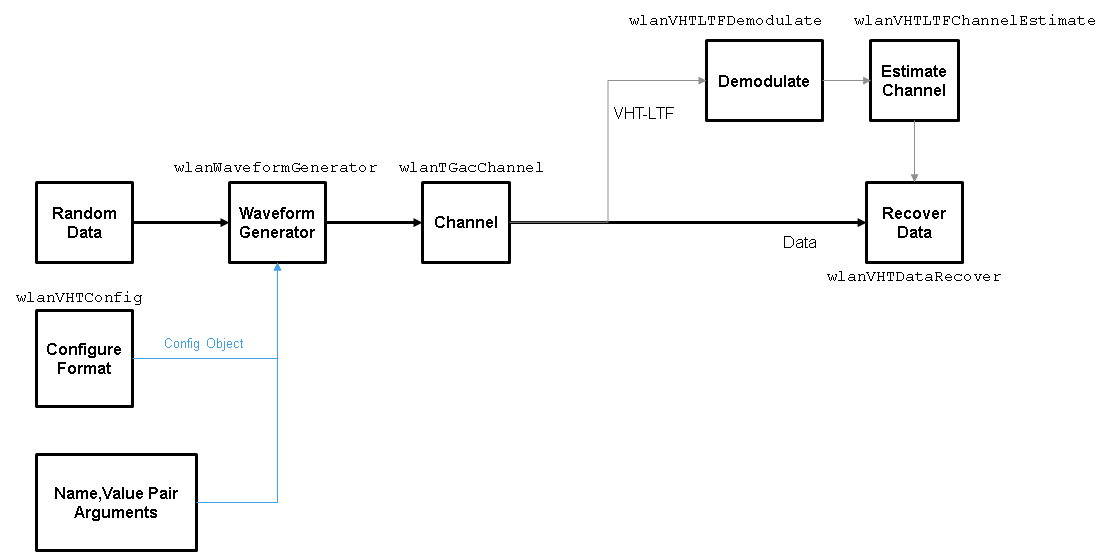 wlanVHTLTFDemodulate
wlanVHTLTFChannelEstimate
Demodulate
Estimate
Channel
VHT-LTF
wlanWaveformGenerator
wlanTGacChannel
Random
Data
Waveform
Generator
Channel
Data
Recover
Data
wlanVHTDataRecover
wlanVHTConfig
Configure
Format
Config Object
Name,Value Pair
Arguments